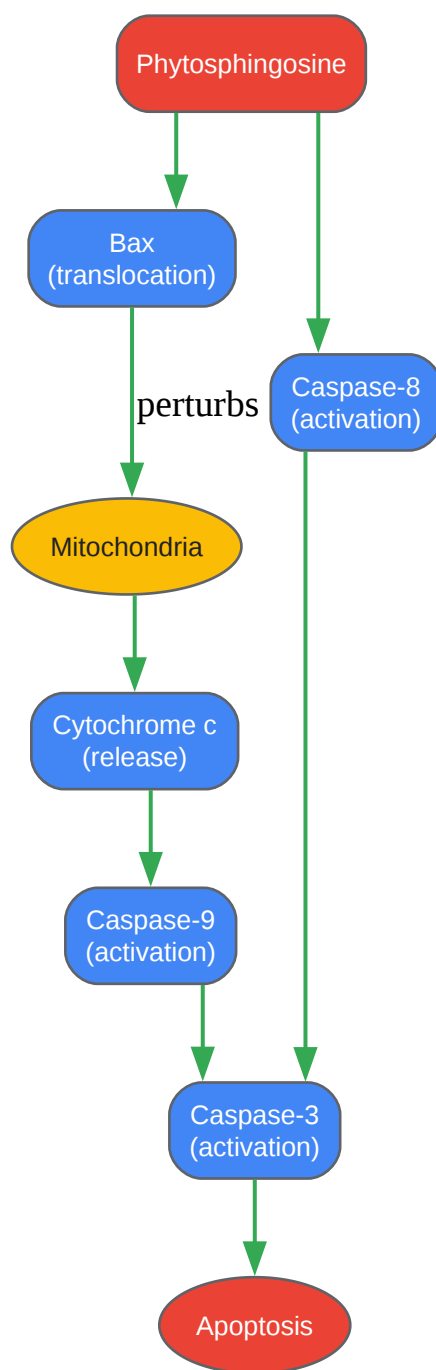 Phytosphingosine
Bax
(translocation)
perturbs
Caspase-8
(activation)
Mitochondria
Cytochrome c
(release)
Caspase-9
(activation)
Caspase-3
(activation)
Apoptosis